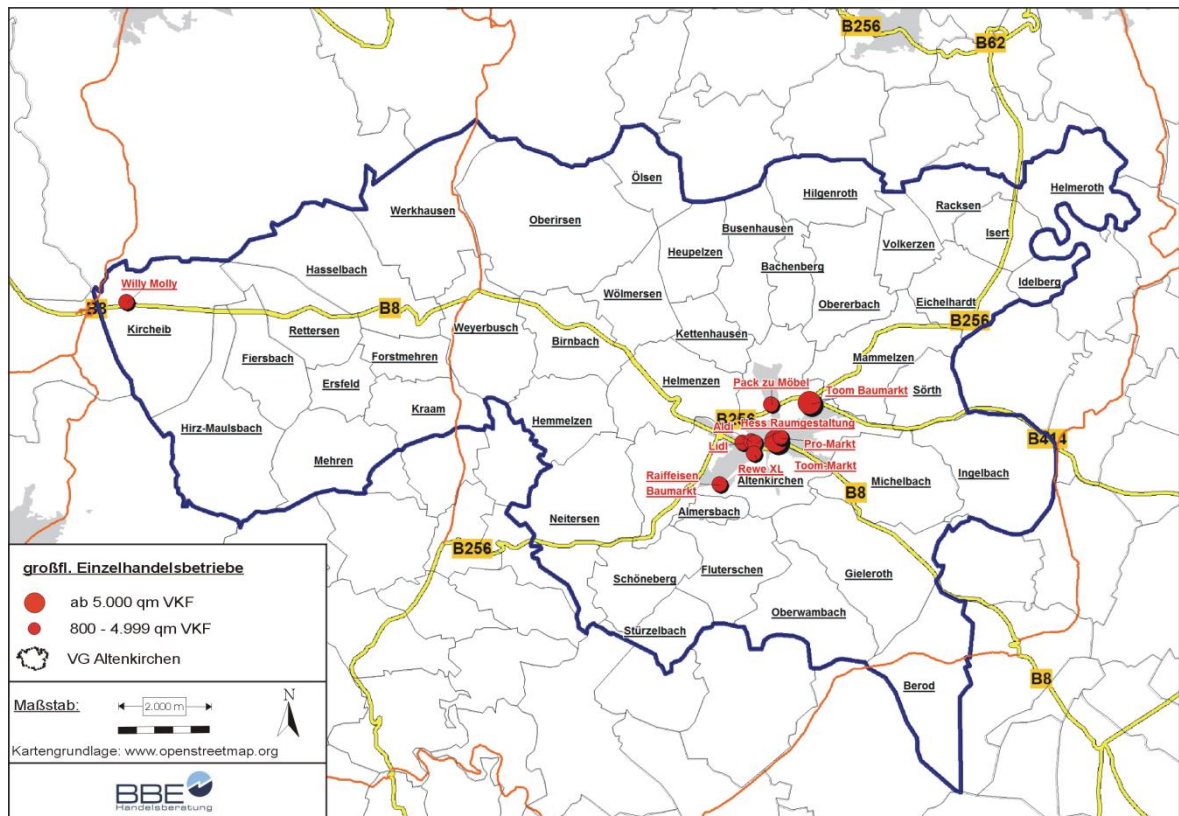 B256
B62
Ölsen
Helmeroth
Hilgenroth
Werkhausen
Racksen
Oberirsen
Busenhausen
Isert
Heupelzen
Volkerzen
Hasselbach
Bachenberg
Idelberg
Willy Molly
Wölmersen
Obererbach
Eichelhardt
B8
B8
B256
Kircheib
Rettersen
Weyerbusch
Kettenhausen
Birnbach
Fiersbach
Forstmehren
Mammelzen
Ersfeld
Helmenzen
Pack zu Möbel
Toom Baumarkt
Sörth
Kraam
B256
Hess Raumgestaltung
Hemmelzen
Aldi
Hirz-Maulsbach
Lidl
Pro-Markt
B414
Mehren
Rewe XL
Toom-Markt
Raiffeisen
Baumarkt
Altenkirchen
Michelbach
Ingelbach
B8
Almersbach
Neitersen
B256
Schöneberg
Fluterschen
Gieleroth
Oberwambach
Stürzelbach
B8
Berod
großfl. Einzelhandelsbetriebe
ab 5.000 qm VKF
800 - 4.999 qm VKF
VG Altenkirchen
Maßstab:
2.000 m
N
Kartengrundlage: www.openstreetmap.org
BBE
Handelsberatung